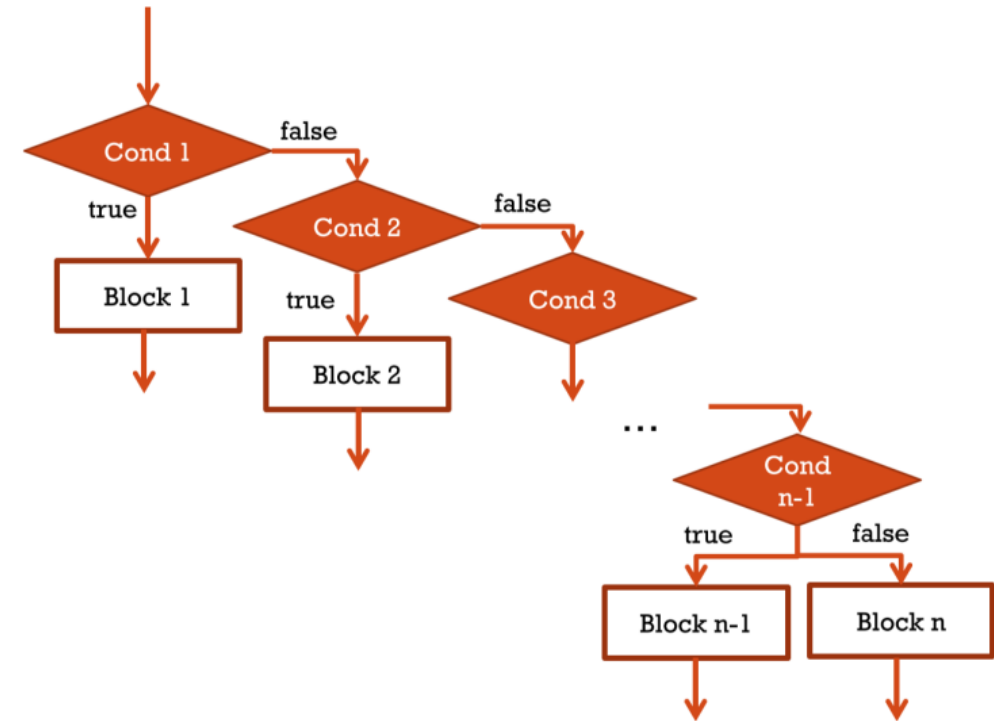 false
Cond 1
true
false
Cond 2
Block 1
true
Cond 3
Block 2
...
Cond
n-1
true
false
Block n-1
Block n